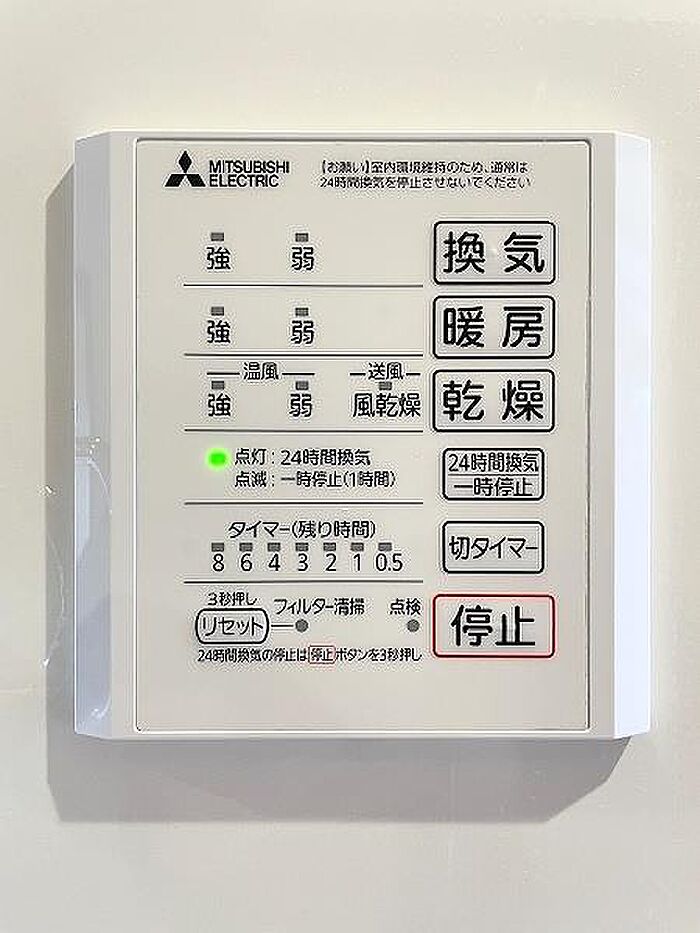 MITSUBISHI
ELECTRIC
【お願い】室内環境維持のため、通常は
24時間換気を停止させないでください
強 弱 換気
強 弱 暖房
温風 送風
強 弱 風乾燥 乾燥
点灯:24時間換気
点滅:一時停止(1時間)
24時間換気
一時停止
タイマー(残り時間)
8 6 4 3 2 1 0.5
切タイマー
3秒押し
リセット フィルター清掃 点検
停止
24時間換気の停止は停止ボタンを3秒押し